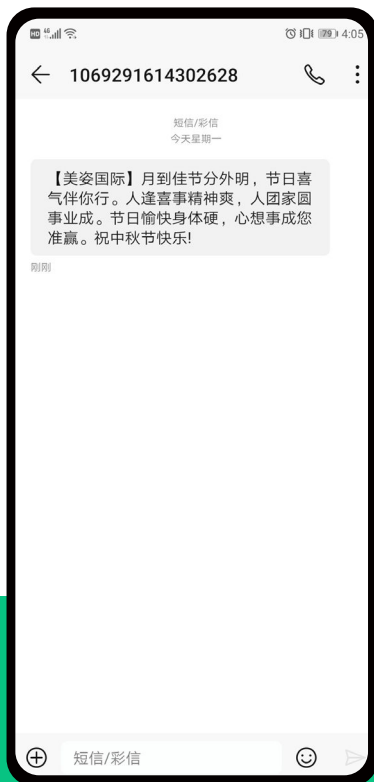 HD 46 79 4:05
1069291614302628
短信/彩信
今天星期一
【美姿国际】月到佳节分外明，节日喜
气伴你行。人逢喜事精神爽，人团家圆
事业成。节日愉快身体硬，心想事成您
准赢。祝中秋节快乐!
刚刚
短信/彩信